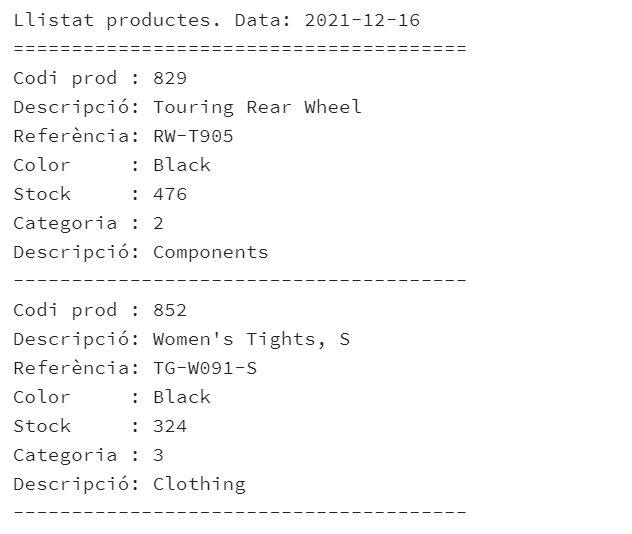 Llistat productes. Data: 2021-12-16
=======================================
Codi prod : 829
Descripció: Touring Rear Wheel
Referència: RW-T905
Color     : Black
Stock     : 476
Categoria : 2
Descripció: Components
---------------------------------------
Codi prod : 852
Descripció: Women's Tights, S
Referència: TG-W091-S
Color     : Black
Stock     : 324
Categoria : 3
Descripció: Clothing
---------------------------------------